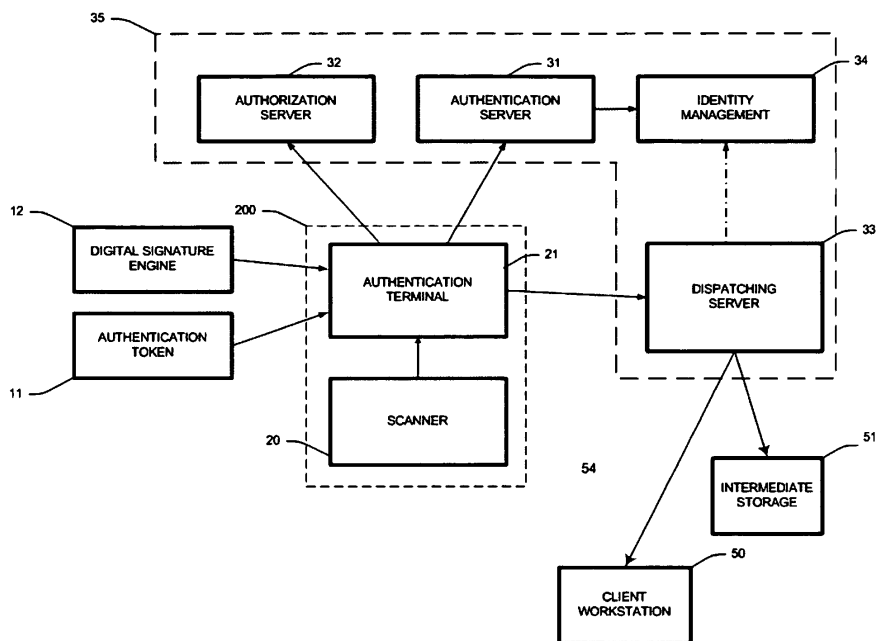 35
32
31
34
AUTHORIZATION
SERVER
AUTHENTICATION
SERVER
IDENTITY
MANAGEMENT
12
200
33
DIGITAL SIGNATURE
ENGINE
21
AUTHENTICATION
TERMINAL
DISPATCHING
SERVER
AUTHENTICATION
TOKEN
11
SCANNER
20
54
51
INTERMEDIATE
STORAGE
50
CLIENT
WORKSTATION